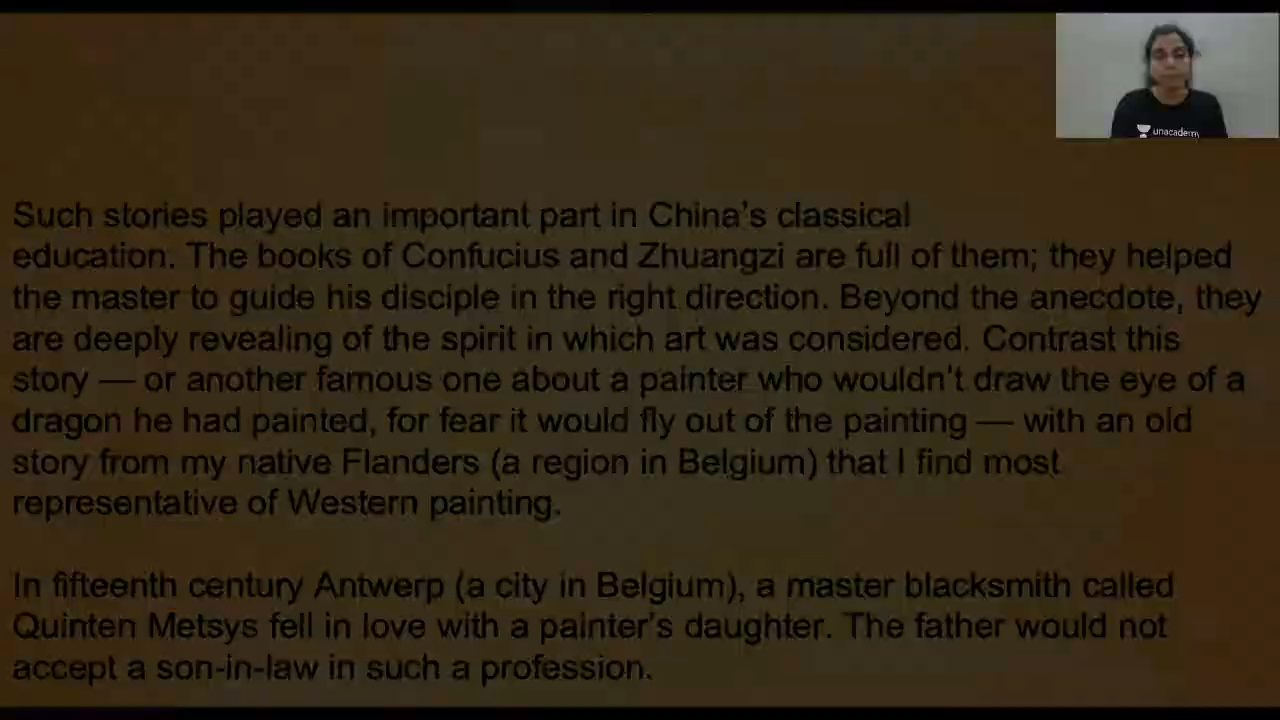 unacademy
Such stories played an important part in China's classical
education. The books of Confucius and Zhuangzi are full of them; they helped
the master to guide his disciple in the right direction. Beyond the anecdote, they
are deeply revealing of the spirit in which art was considered. Contrast this
story — or another famous one about a painter who wouldn't draw the eye of a
dragon he had painted, for fear it would fly out of the painting — with an old
story from my native Flanders (a region in Belgium) that I find most
representative of Western painting.
In fifteenth century Antwerp (a city in Belgium), a master blacksmith called
Quinten Metsys fell in love with a painter's daughter. The father would not
accept a son-in-law in such a profession.